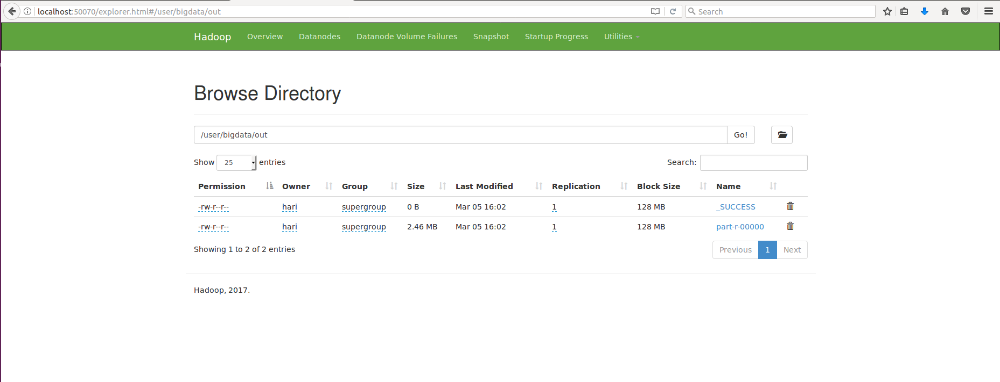 localhost:50070/explorer.html#/user/bigdata/out Search
Hadoop Overview Datanodes Datanode Volume Failures Snapshot Startup Progress Utilities
Browse Directory
/user/bigdata/out Go!
Show 25 entries Search:
Permission Owner Group Size Last Modified Replication Block Size Name
-rw-r--r-- hari supergroup 0 B Mar 05 16:02 1 128 MB _SUCCESS
-rw-r--r-- hari supergroup 2.46 MB Mar 05 16:02 1 128 MB part-r-00000
Showing 1 to 2 of 2 entries Previous 1 Next
Hadoop, 2017.